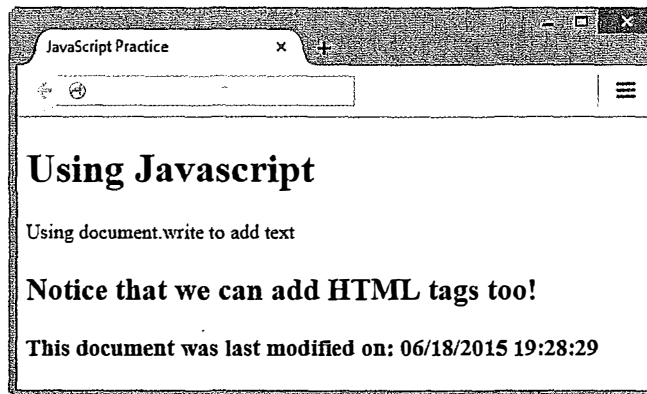 JavaScript Practice
Using Javascript
Using document.write to add text
Notice that we can add HTML tags too!
This document was last modified on: 06/18/2015 19:28:29